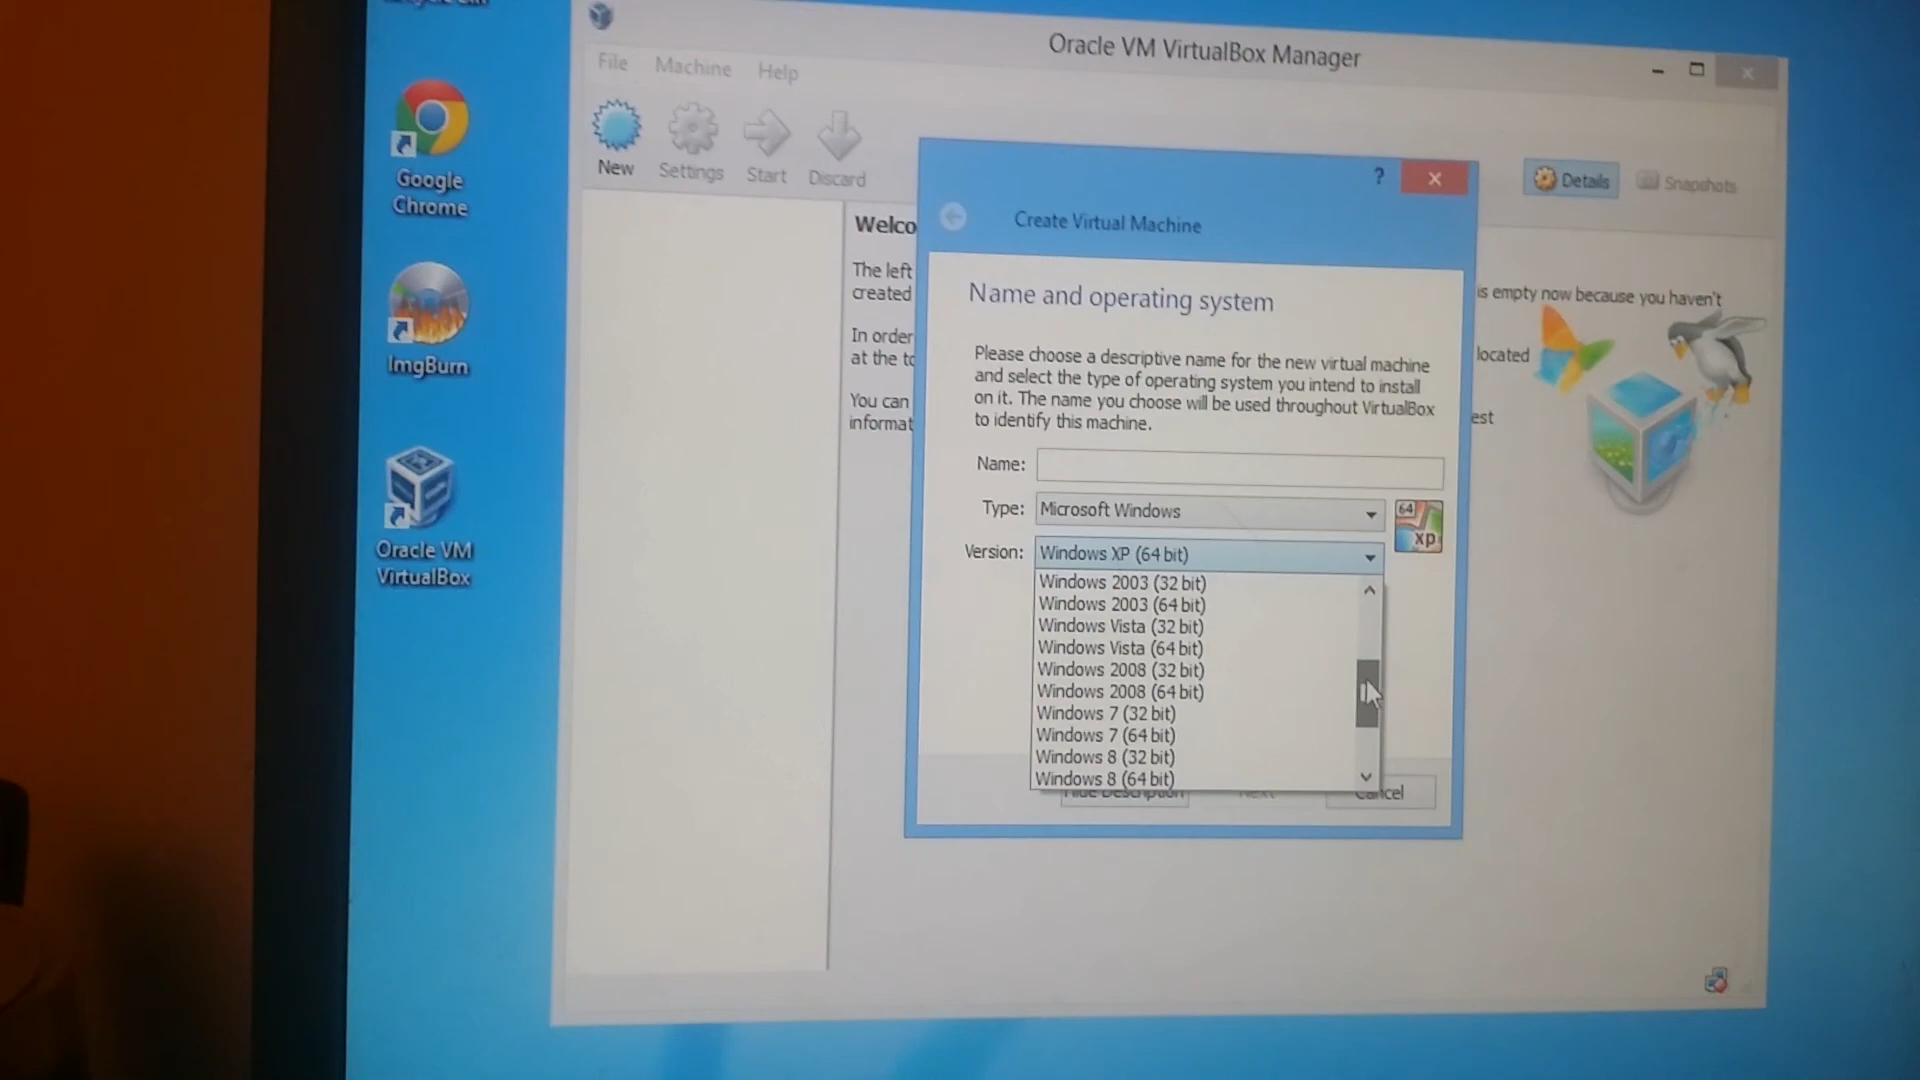 Oracle VM VirtualBox Manager
File Machine Help
Google
Chrome
ImgBurn
Oracle VM
VirtualBox
New Settings Start Discard
Details Snapshots
Welco
The left
created
is empty now because you haven't
In order
at the to
located
You can
informat
est
?
Create Virtual Machine
Name and operating system
Please choose a descriptive name for the new virtual machine
and select the type of operating system you intend to install
on it. The name you choose will be used throughout VirtualBox
to identify this machine.
Name:
Type: Microsoft Windows
64
xp
Version: Windows XP (64 bit)
Windows 2003 (32 bit)
Windows 2003 (64 bit)
Windows Vista (32 bit)
Windows Vista (64 bit)
Windows 2008 (32 bit)
Windows 2008 (64 bit)
Windows 7 (32 bit)
Windows 7 (64 bit)
Windows 8 (32 bit)
Windows 8 (64 bit)
Hide Description Cancel